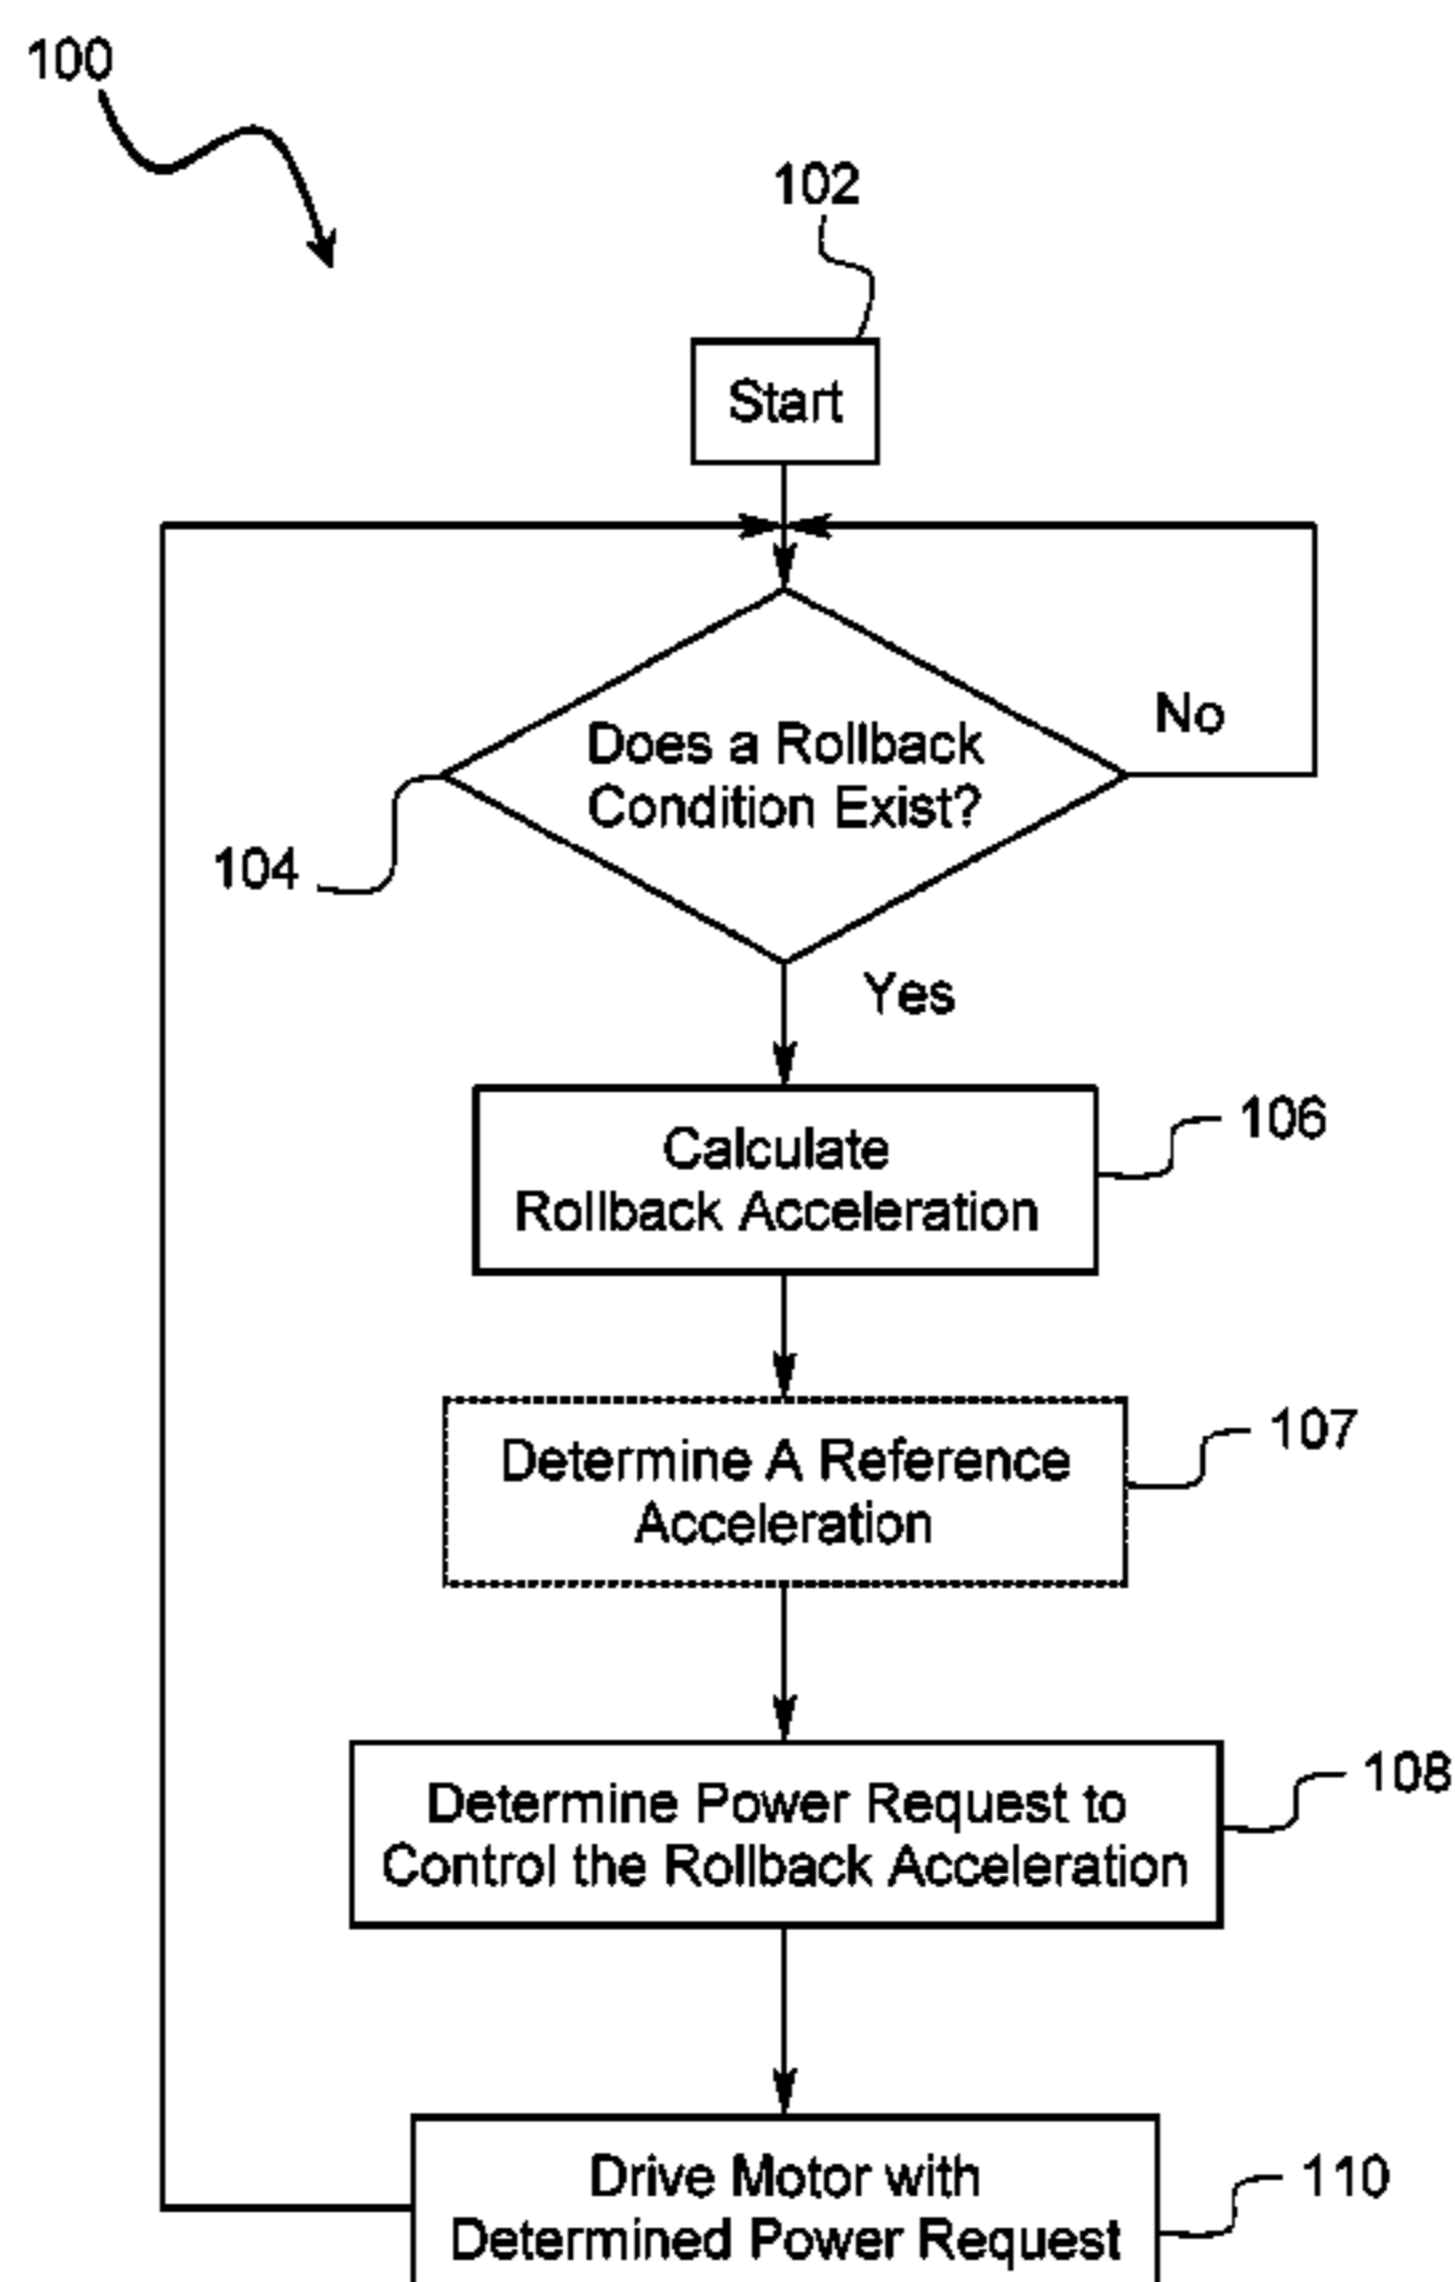 100
102
Start
No
Does a Rollback
Condition Exist?
104
Yes
106
Calculate
Rollback Acceleration
107
Determine A Reference
Acceleration
108
Determine Power Request to
Control the Rollback Acceleration
110
Drive Motor with
Determined Power Request